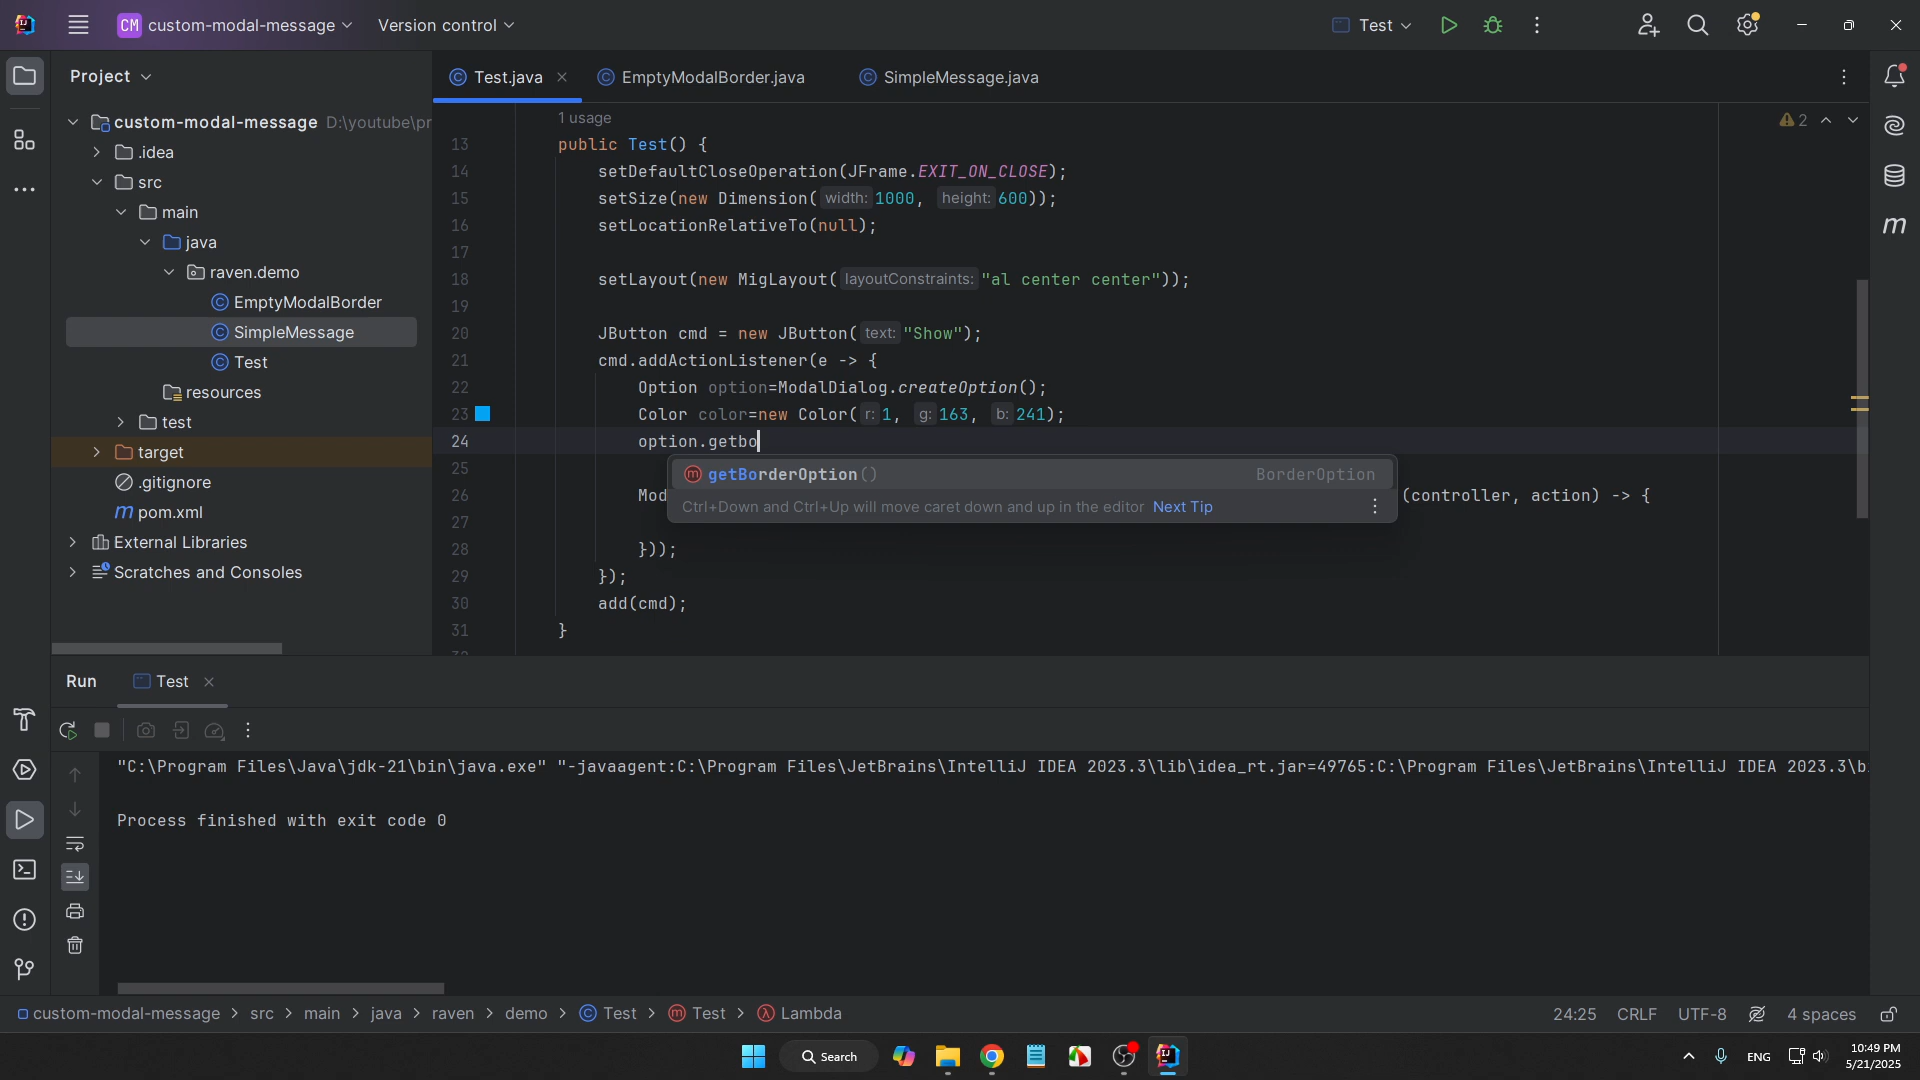 CM custom-modal-message
Version control
Test
Project
Test.java
EmptyModalBorder.java
SimpleMessage.java
custom-modal-message D:\youtube\pr
.idea
src
main
java
raven.demo
EmptyModalBorder
SimpleMessage
Test
resources
test
target
.gitignore
m pom.xml
External Libraries
Scratches and Consoles
1 usage
2
13 public Test() {
14 setDefaultCloseOperation(JFrame.EXIT_ON_CLOSE);
15 setSize(new Dimension( width: 1000, height: 600));
16 setLocationRelativeTo(null);
17
18 setLayout(new MigLayout( layoutConstraints: "al center center"));
19
20 JButton cmd = new JButton( text: "Show");
21 cmd.addActionListener(e -> {
22 Option option=ModalDialog.createOption();
23 Color color=new Color( r: 1, g: 163, b: 241);
24 option.getbo
25 getBorderOption() BorderOption
26 Mod (controller, action) -> {
Ctrl+Down and Ctrl+Up will move caret down and up in the editor Next Tip
27
28 }));
29 });
30 add(cmd);
31 }
Run
Test
"C:\Program Files\Java\jdk-21\bin\java.exe" "-javaagent:C:\Program Files\JetBrains\IntelliJ IDEA 2023.3\lib\idea_rt.jar=49765:C:\Program Files\JetBrains\IntelliJ IDEA 2023.3\b
Process finished with exit code 0
custom-modal-message > src > main > java > raven > demo > Test > Test > Lambda
24:25 CRLF UTF-8 4 spaces
Search
ENG
10:49 PM
5/21/2025